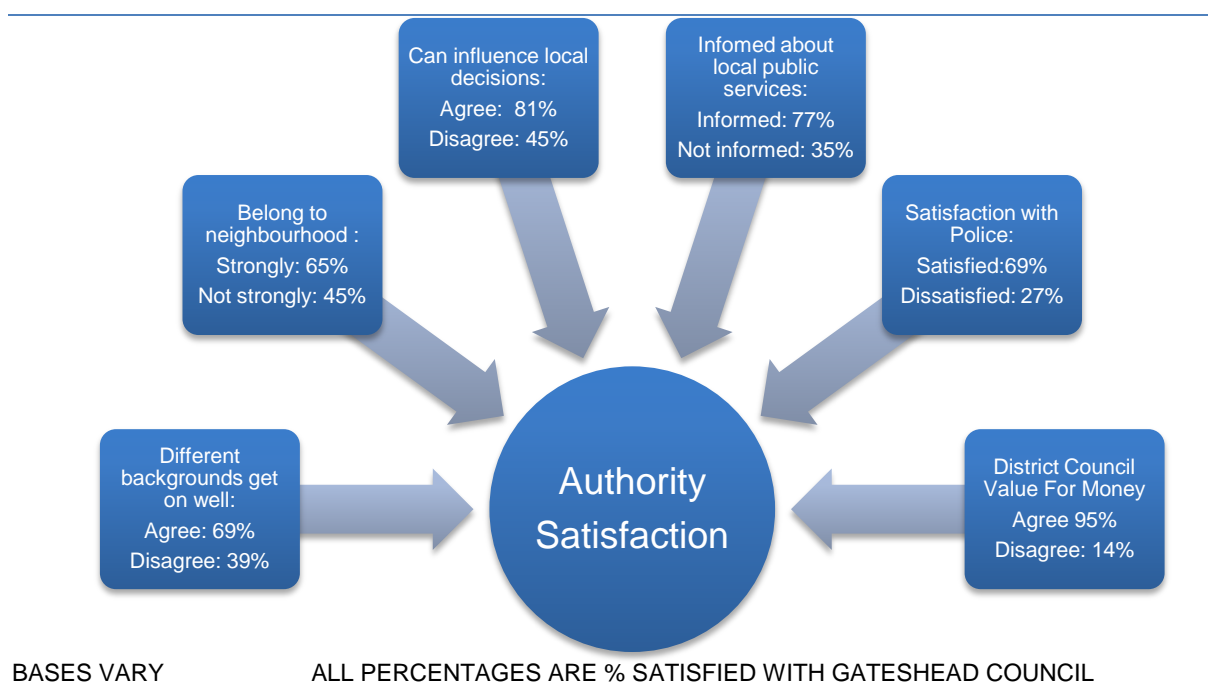 Can influence local
decisions:
Agree:  81%
Disagree: 45%
Infomed about
local public
services:
Informed: 77%
Not informed: 35%
Belong to
neighbourhood :
Strongly: 65%
Not strongly: 45%
Satisfaction with
Police:
Satisfied:69%
Dissatisfied: 27%
Different
backgrounds get
on well:
Agree: 69%
Disagree: 39%
Authority
Satisfaction
District Council
Value For Money
Agree 95%
Disagree: 14%
BASES VARY
ALL PERCENTAGES ARE % SATISFIED WITH GATESHEAD COUNCIL